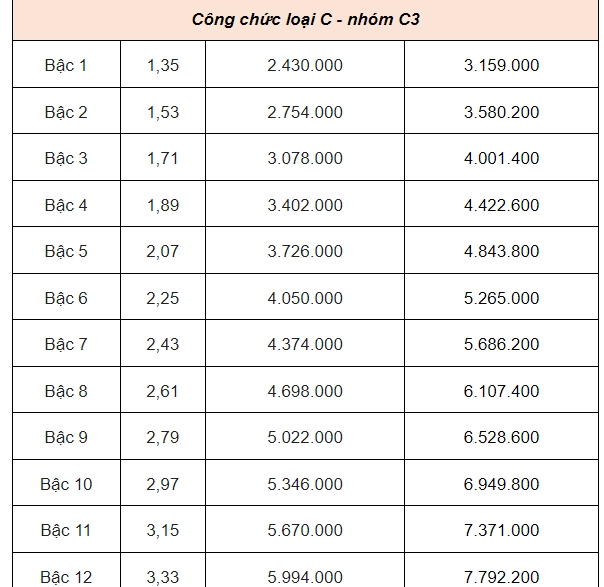 Công chức loại C - nhóm C3
Bậc 1 1,35 2.430.000 3.159.000
Bậc 2 1,53 2.754.000 3.580.200
Bậc 3 1,71 3.078.000 4.001.400
Bậc 4 1,89 3.402.000 4.422.600
Bậc 5 2,07 3.726.000 4.843.800
Bậc 6 2,25 4.050.000 5.265.000
Bậc 7 2,43 4.374.000 5.686.200
Bậc 8 2,61 4.698.000 6.107.400
Bậc 9 2,79 5.022.000 6.528.600
Bậc 10 2,97 5.346.000 6.949.800
Bậc 11 3,15 5.670.000 7.371.000
Bậc 12 3,33 5.994.000 7.792.200